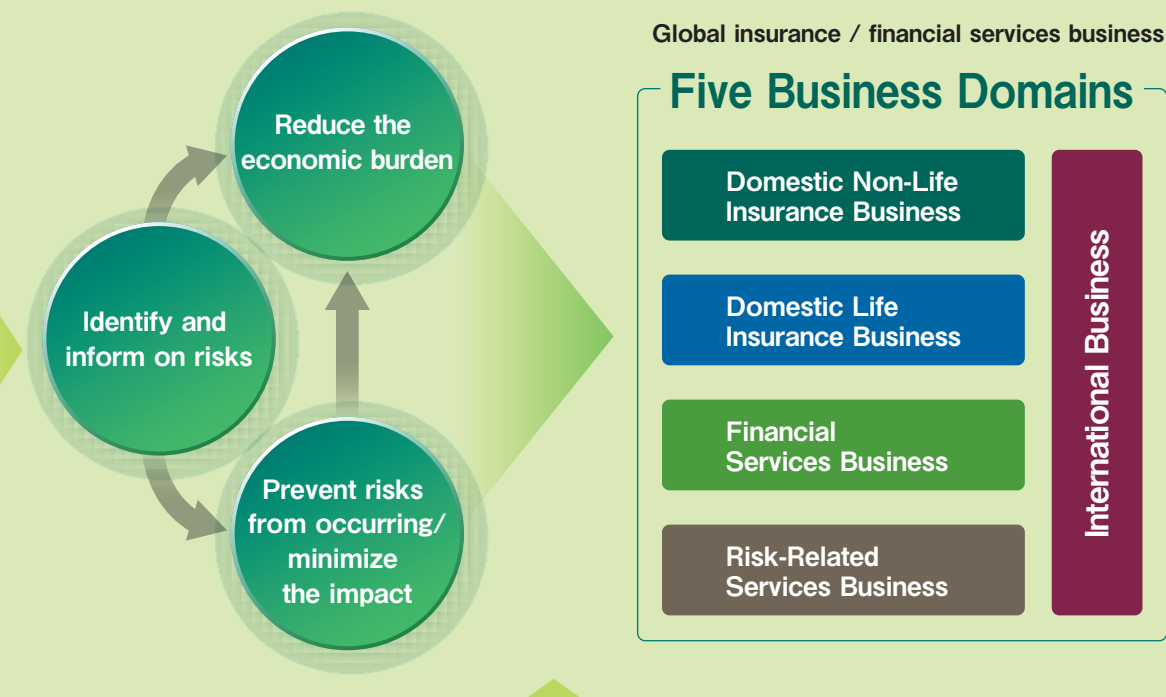 Reduce the
economic burden
Identify and
inform on risks
Prevent risks
from occurring/
minimize
the impact
Global insurance / financial services business
Five Business Domains
Domestic Non-Life
Insurance Business
Domestic Life
Insurance Business
Financial
Services Business
Risk-Related
Services Business
International Business